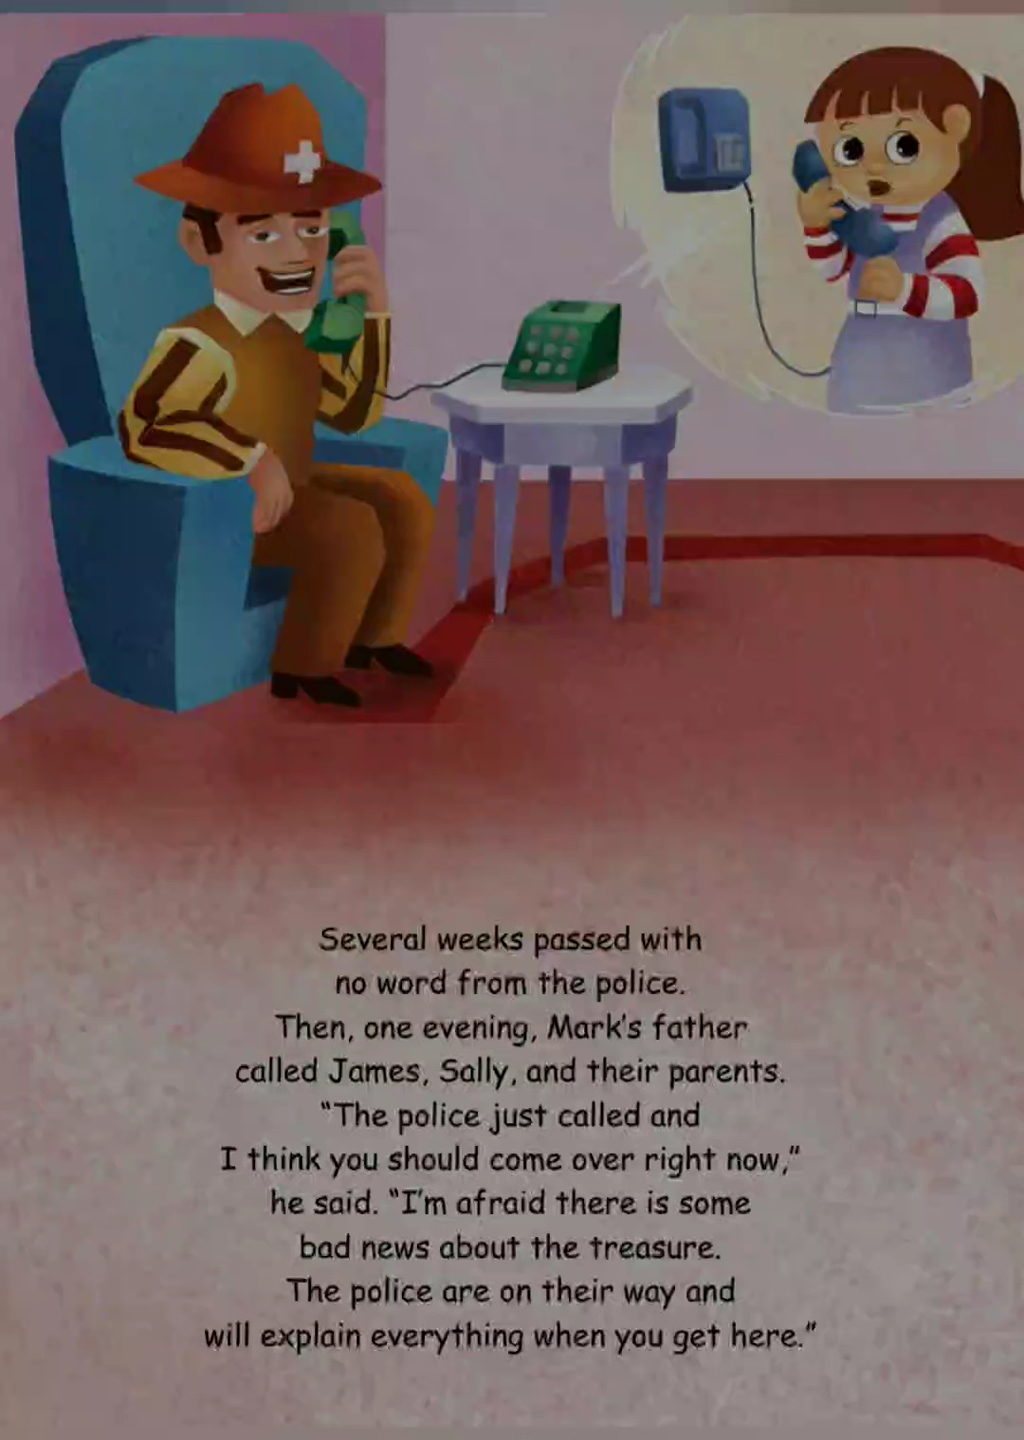 Several weeks passed with
no word from the police.
Then, one evening, Mark's father
called James, Sally, and their parents.
"The police just called and
I think you should come over right now,"
he said. "I'm afraid there is some
bad news about the treasure.
The police are on their way and
will explain everything when you get here."